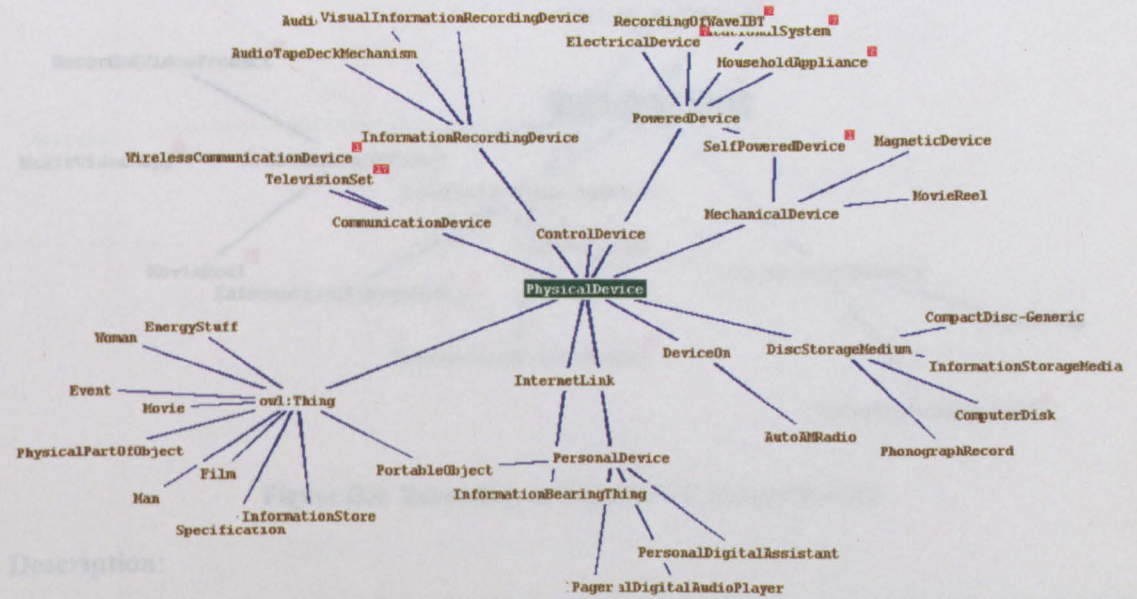 Audi
VisualInformationRecordingDevice
RecordingOfWaveIBT
AudioTapeDeckMechanism
ElectricalDevice
HouseholdAppliance
InformationRecordingDevice
PoweredDevice
SelfPoweredDevice
MagneticDevice
WirelessCommunicationDevice
TelevisionSet
MovieReel
CommunicationDevice
MechanicalDevice
ControlDevice
PhysicalDevice
CompactDisc-Generic
EnergyStuff
Woman
DeviceOn
DiscStorageMedium
InformationStorageMedia
InternetLink
Event
Movie
owl:Thing
ComputerDisk
AutoAMRadio
PhonographRecord
PhysicalPartOfObject
Film
PortableObject
PersonalDevice
Man
InformationBearingThing
InformationStore
Specification
PersonalDigitalAssistant
Pager
alDigitalAudioPlayer
Description: